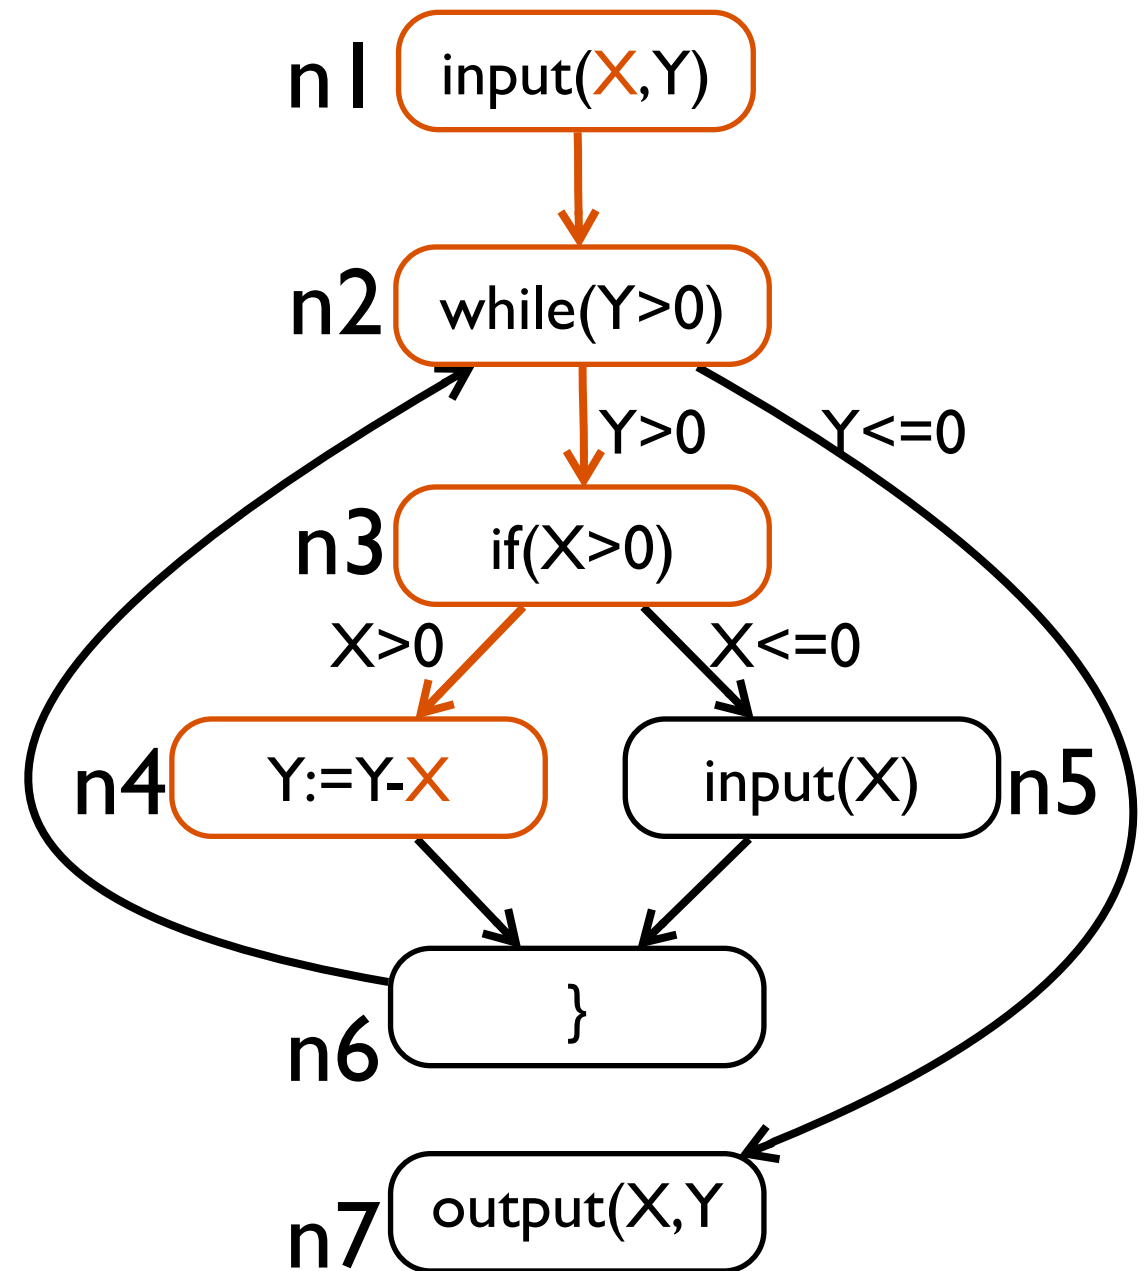 n1
input(X,Y)
n2
while(Y>0)
Y>0
Y<=0
n3
if(X>0)
X>0
X<=0
n4
Y:=Y-X
input(X)
n5
}
n6
output(X,Y
n7